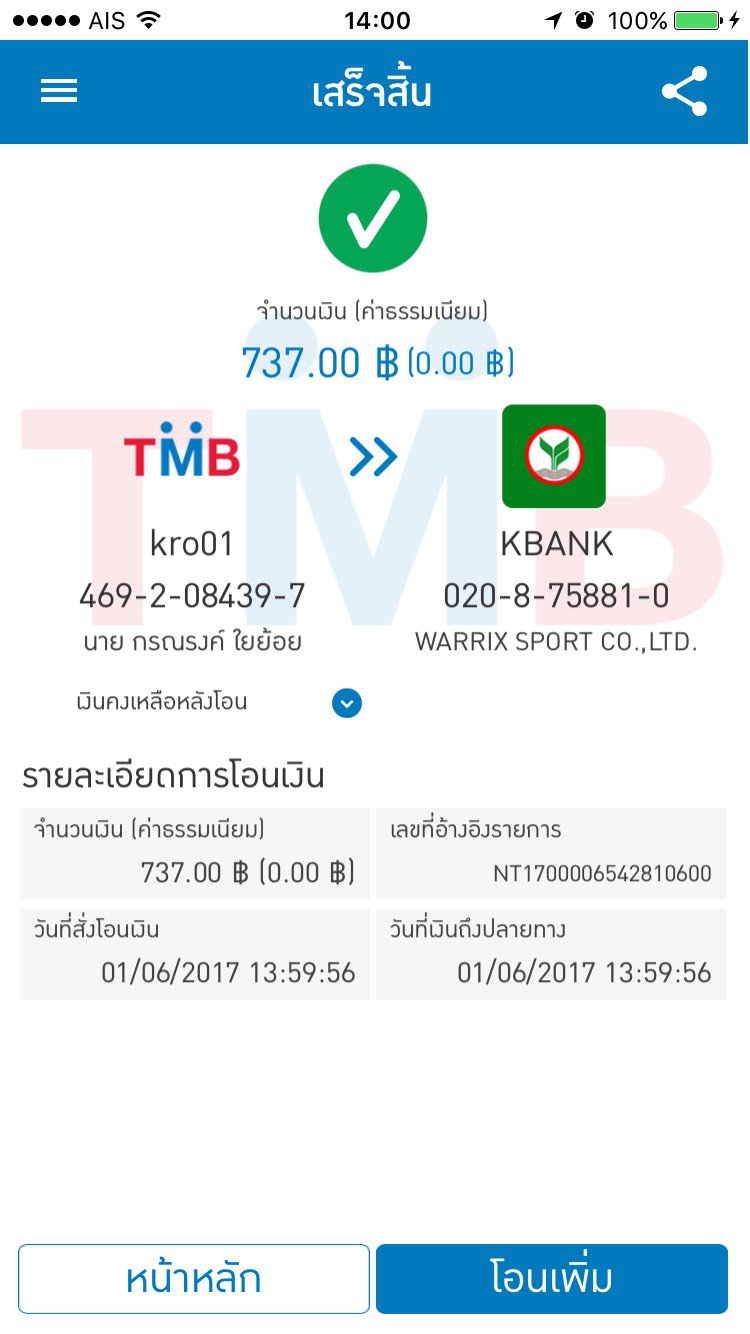 AIS 14:00 100%
เสร็จสิ้น
จำนวนเงิน (ค่าธรรมเนียม)
737.00 ฿ (0.00 ฿)
TMB
kro01 KBANK
469-2-08439-7 020-8-75881-0
นาย กรณรงค์ ใยย้อย WARRIX SPORT CO.,LTD.
เงินคงเหลือหลังโอน
รายละเอียดการโอนเงิน
จำนวนเงิน (ค่าธรรมเนียม) เลขที่อ้างอิงรายการ
737.00 ฿ (0.00 ฿) NT1700006542810600
วันที่สั่งโอนเงิน วันที่เงินถึงปลายทาง
01/06/2017 13:59:56 01/06/2017 13:59:56
หน้าหลัก โอนเพิ่ม